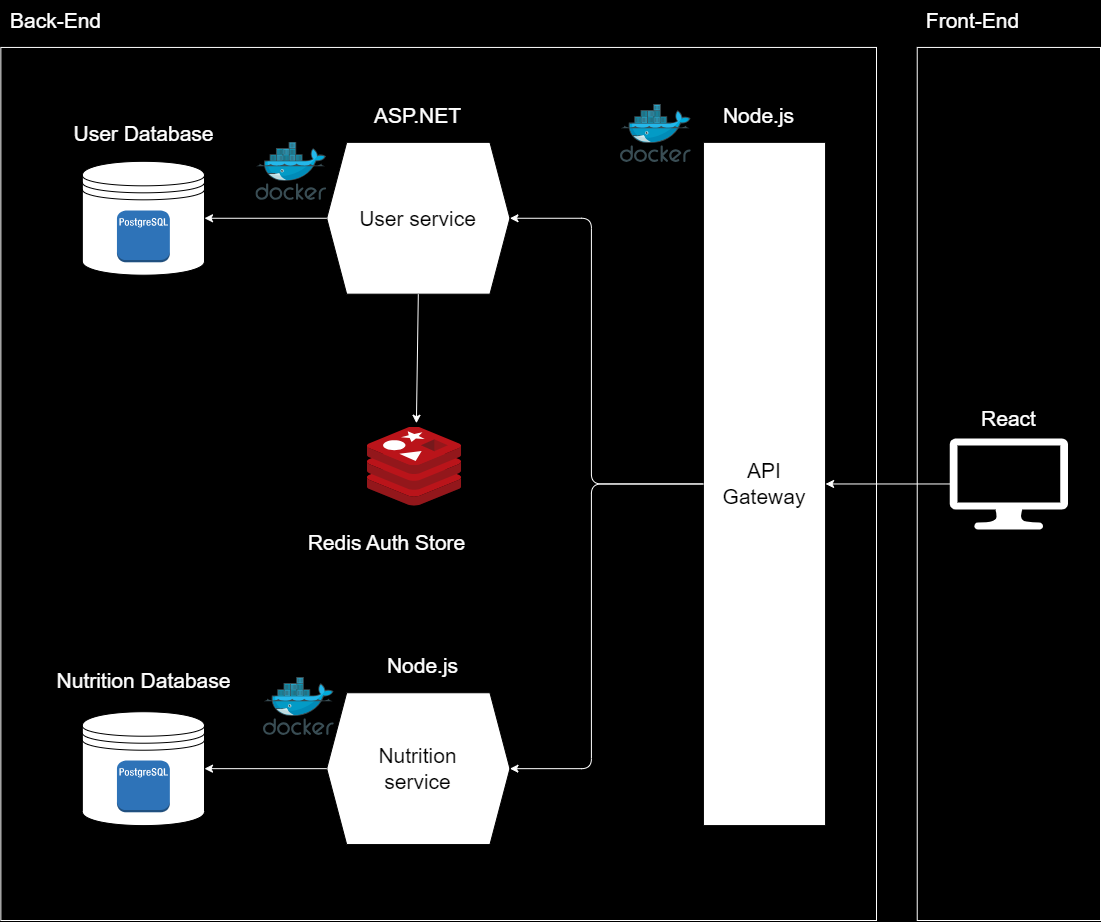 Back-End
Front-End
User Database
PostgreSQL
docker
ASP.NET
User service
docker
Node.js
API
Gateway
React
Redis Auth Store
Nutrition Database
PostgreSQL
docker
Node.js
Nutrition
service